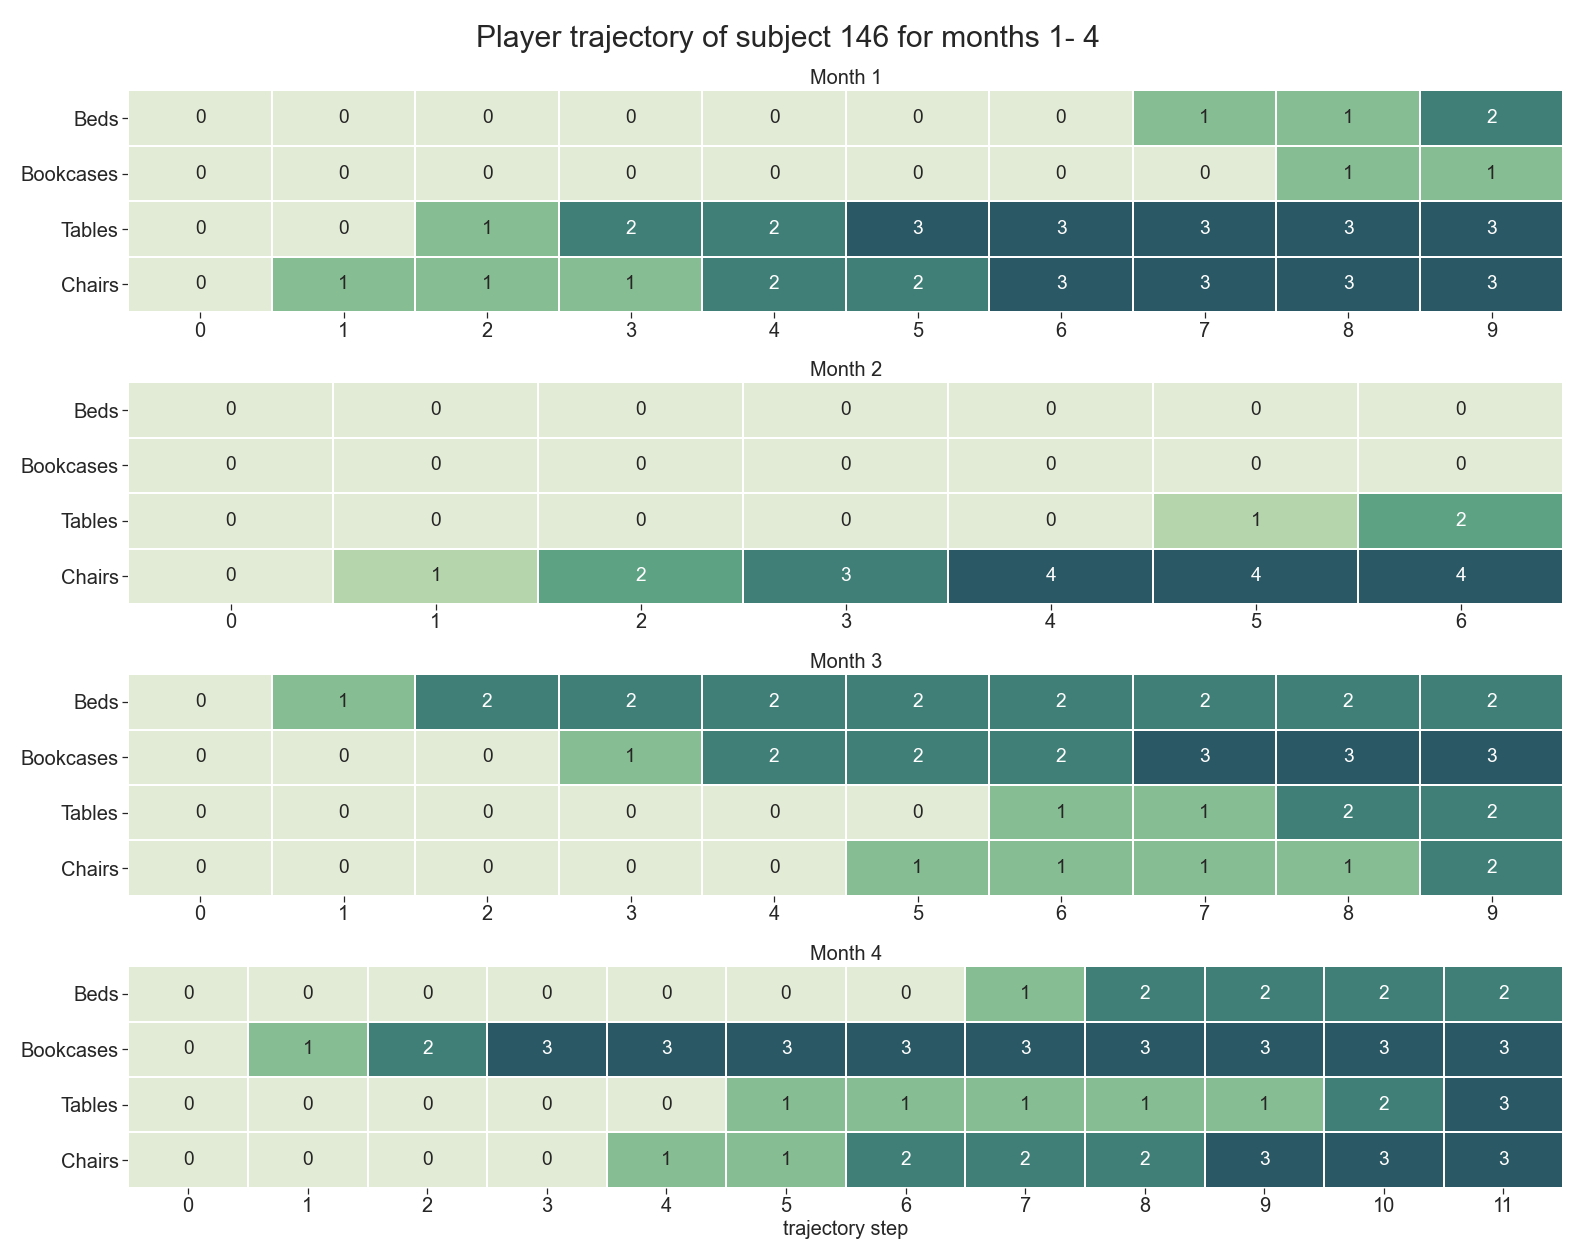 Player trajectory of subject 146 for months 1- 4
Month 1
Beds 0 0 0 0 0 0 0 1 1 2
Bookcases 0 0 0 0 0 0 0 0 1 1
Tables 0 0 1 2 2 3 3 3 3 3
Chairs 0 1 1 1 2 2 3 3 3 3
0 1 2 3 4 5 6 7 8 9
Month 2
Beds 0 0 0 0 0 0 0
Bookcases 0 0 0 0 0 0 0
Tables 0 0 0 0 0 1 2
Chairs 0 1 2 3 4 4 4
0 1 2 3 4 5 6
Month 3
Beds 0 1 2 2 2 2 2 2 2 2
Bookcases 0 0 0 1 2 2 2 3 3 3
Tables 0 0 0 0 0 0 1 1 2 2
Chairs 0 0 0 0 0 1 1 1 1 2
0 1 2 3 4 5 6 7 8 9
Month 4
Beds 0 0 0 0 0 0 0 1 2 2 2 2
Bookcases 0 1 2 3 3 3 3 3 3 3 3 3
Tables 0 0 0 0 0 1 1 1 1 1 2 3
Chairs 0 0 0 0 1 1 2 2 2 3 3 3
0 1 2 3 4 5 6 7 8 9 10 11
trajectory step